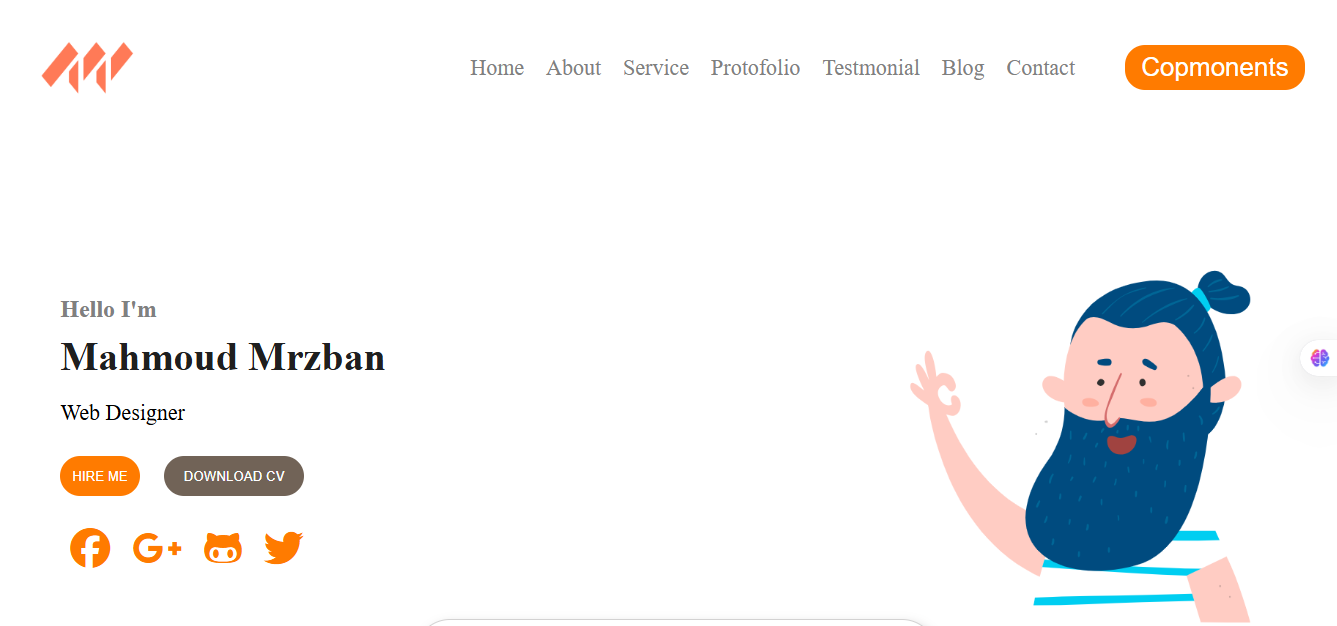 Home About Service Protofolio Testmonial Blog Contact Copmonents
Hello I'm
Mahmoud Mrzban
Web Designer
HIRE ME DOWNLOAD CV